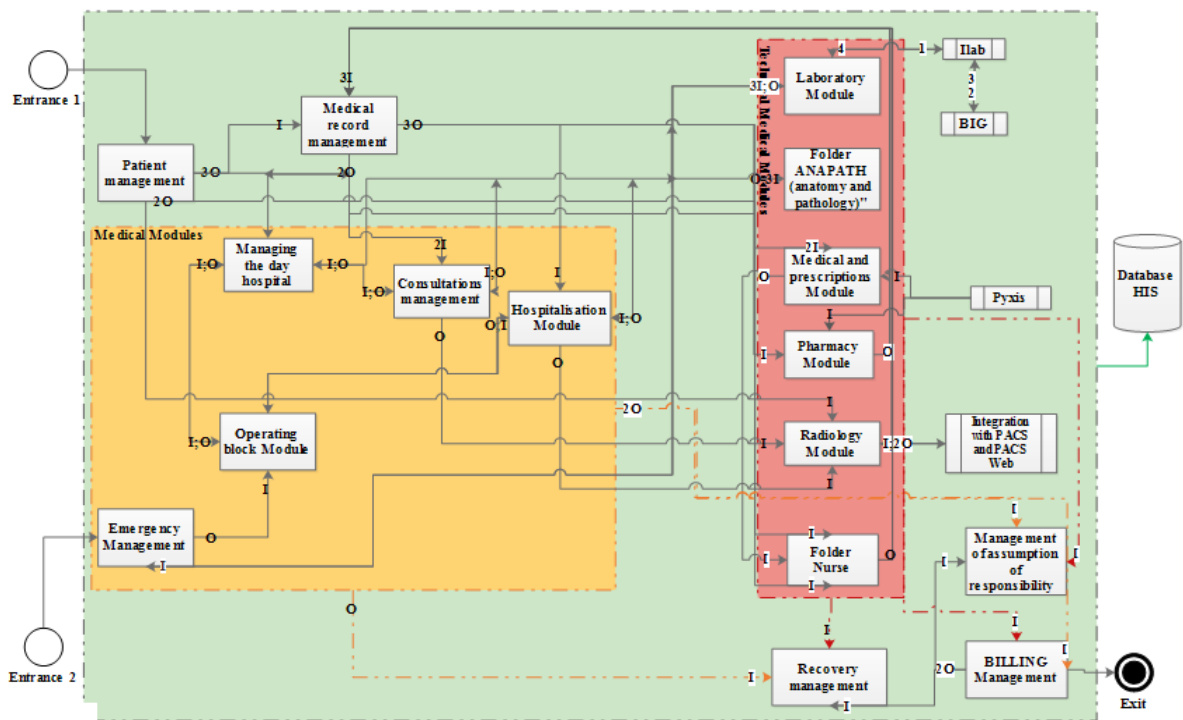 Entrance 1
Patient
management
3O
2O
I
3I
Medical
record
management
3O
2O
Medical Modules
Managing
the day
hospital
I;O
I;O
2I
Consultations
management
I;O
I;O
O
I
Hospitalisation
Module
O;I
I;O
O
Operating
block Module
I;O
I
Emergency
Management
O
I
O
Entrance 2
Technical Medical Modules
4
1
Laboratory
Module
3I;O
Ilab
3
2
BIG
Folder
ANAPATH
(anatomy and
pathology)"
O
3I
2I
Medical and
prescriptions
Module
O
I
Pyxis
I
Pharmacy
Module
I
O
I
Radiology
Module
I
I;2O
I
Integration
with PACS
and PACS
Web
2O
I
Folder
Nurse
I
O
I
I
Management
of assumption
of
responsibility
I
I
I
BILLING
Management
2O
I
I
Recovery
management
I
I
Database
HIS
Exit